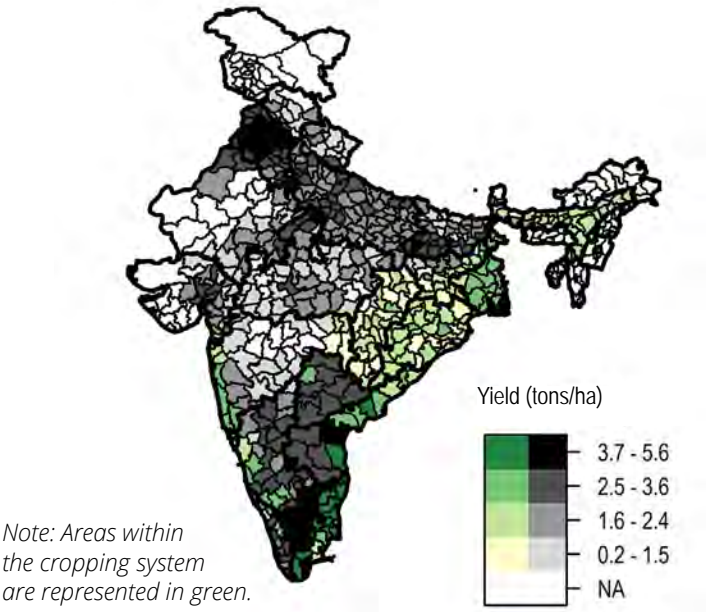 Yield (tons/ha)
3.7 - 5.6
2.5 - 3.6
1.6 - 2.4
0.2 - 1.5
NA
Note: Areas within
the cropping system
are represented in green.